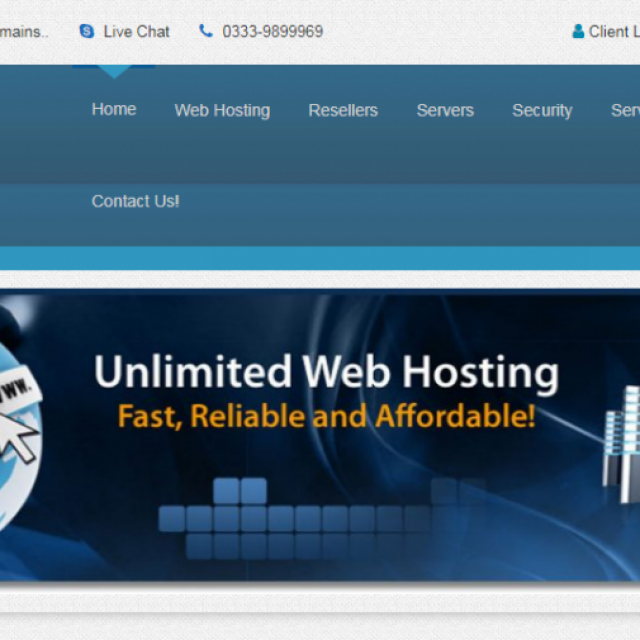 mains.. Live Chat 0333-9899969 Client L
Home Web Hosting Resellers Servers Security Ser
Contact Us!
WW.
Unlimited Web Hosting
Fast, Reliable and Affordable!